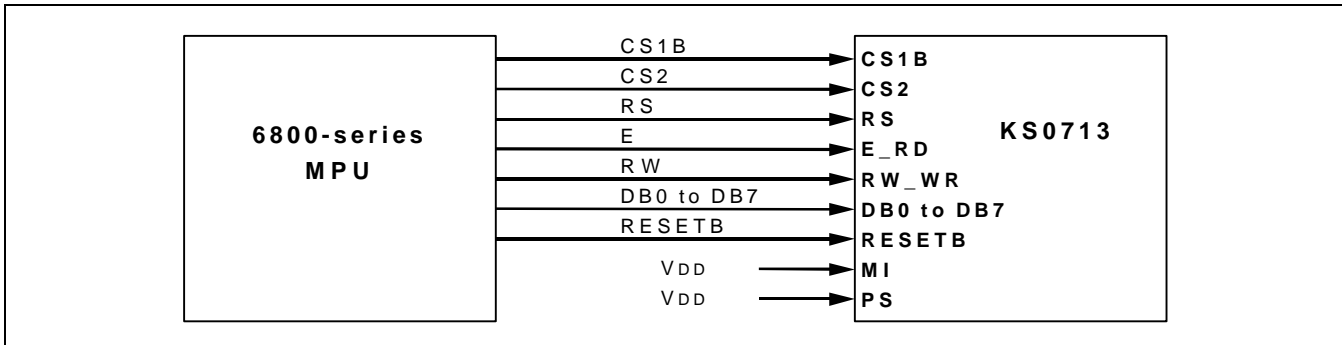 6800-series
MPU
CS1B
CS2
RS
E
RW
DB0 to DB7
RESETB
VDD
VDD
CS1B
CS2
RS
E_RD
RW_WR
DB0 to DB7
RESETB
MI
PS
KS0713